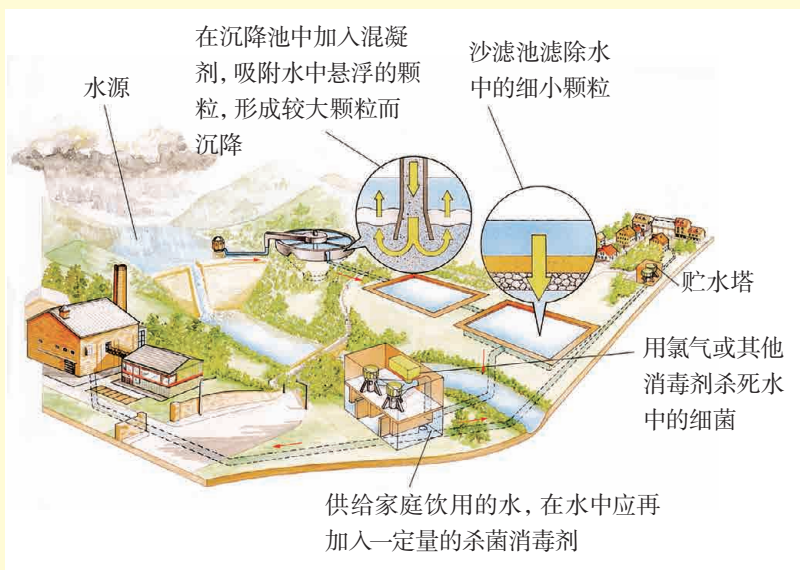 水源
在沉降池中加入混凝
剂，吸附水中悬浮的颗
粒，形成较大颗粒而
沉降
沙滤池滤除水
中的细小颗粒
贮水塔
用氯气或其他
消毒剂杀死水
中的细菌
供给家庭饮用的水，在水中应再
加入一定量的杀菌消毒剂